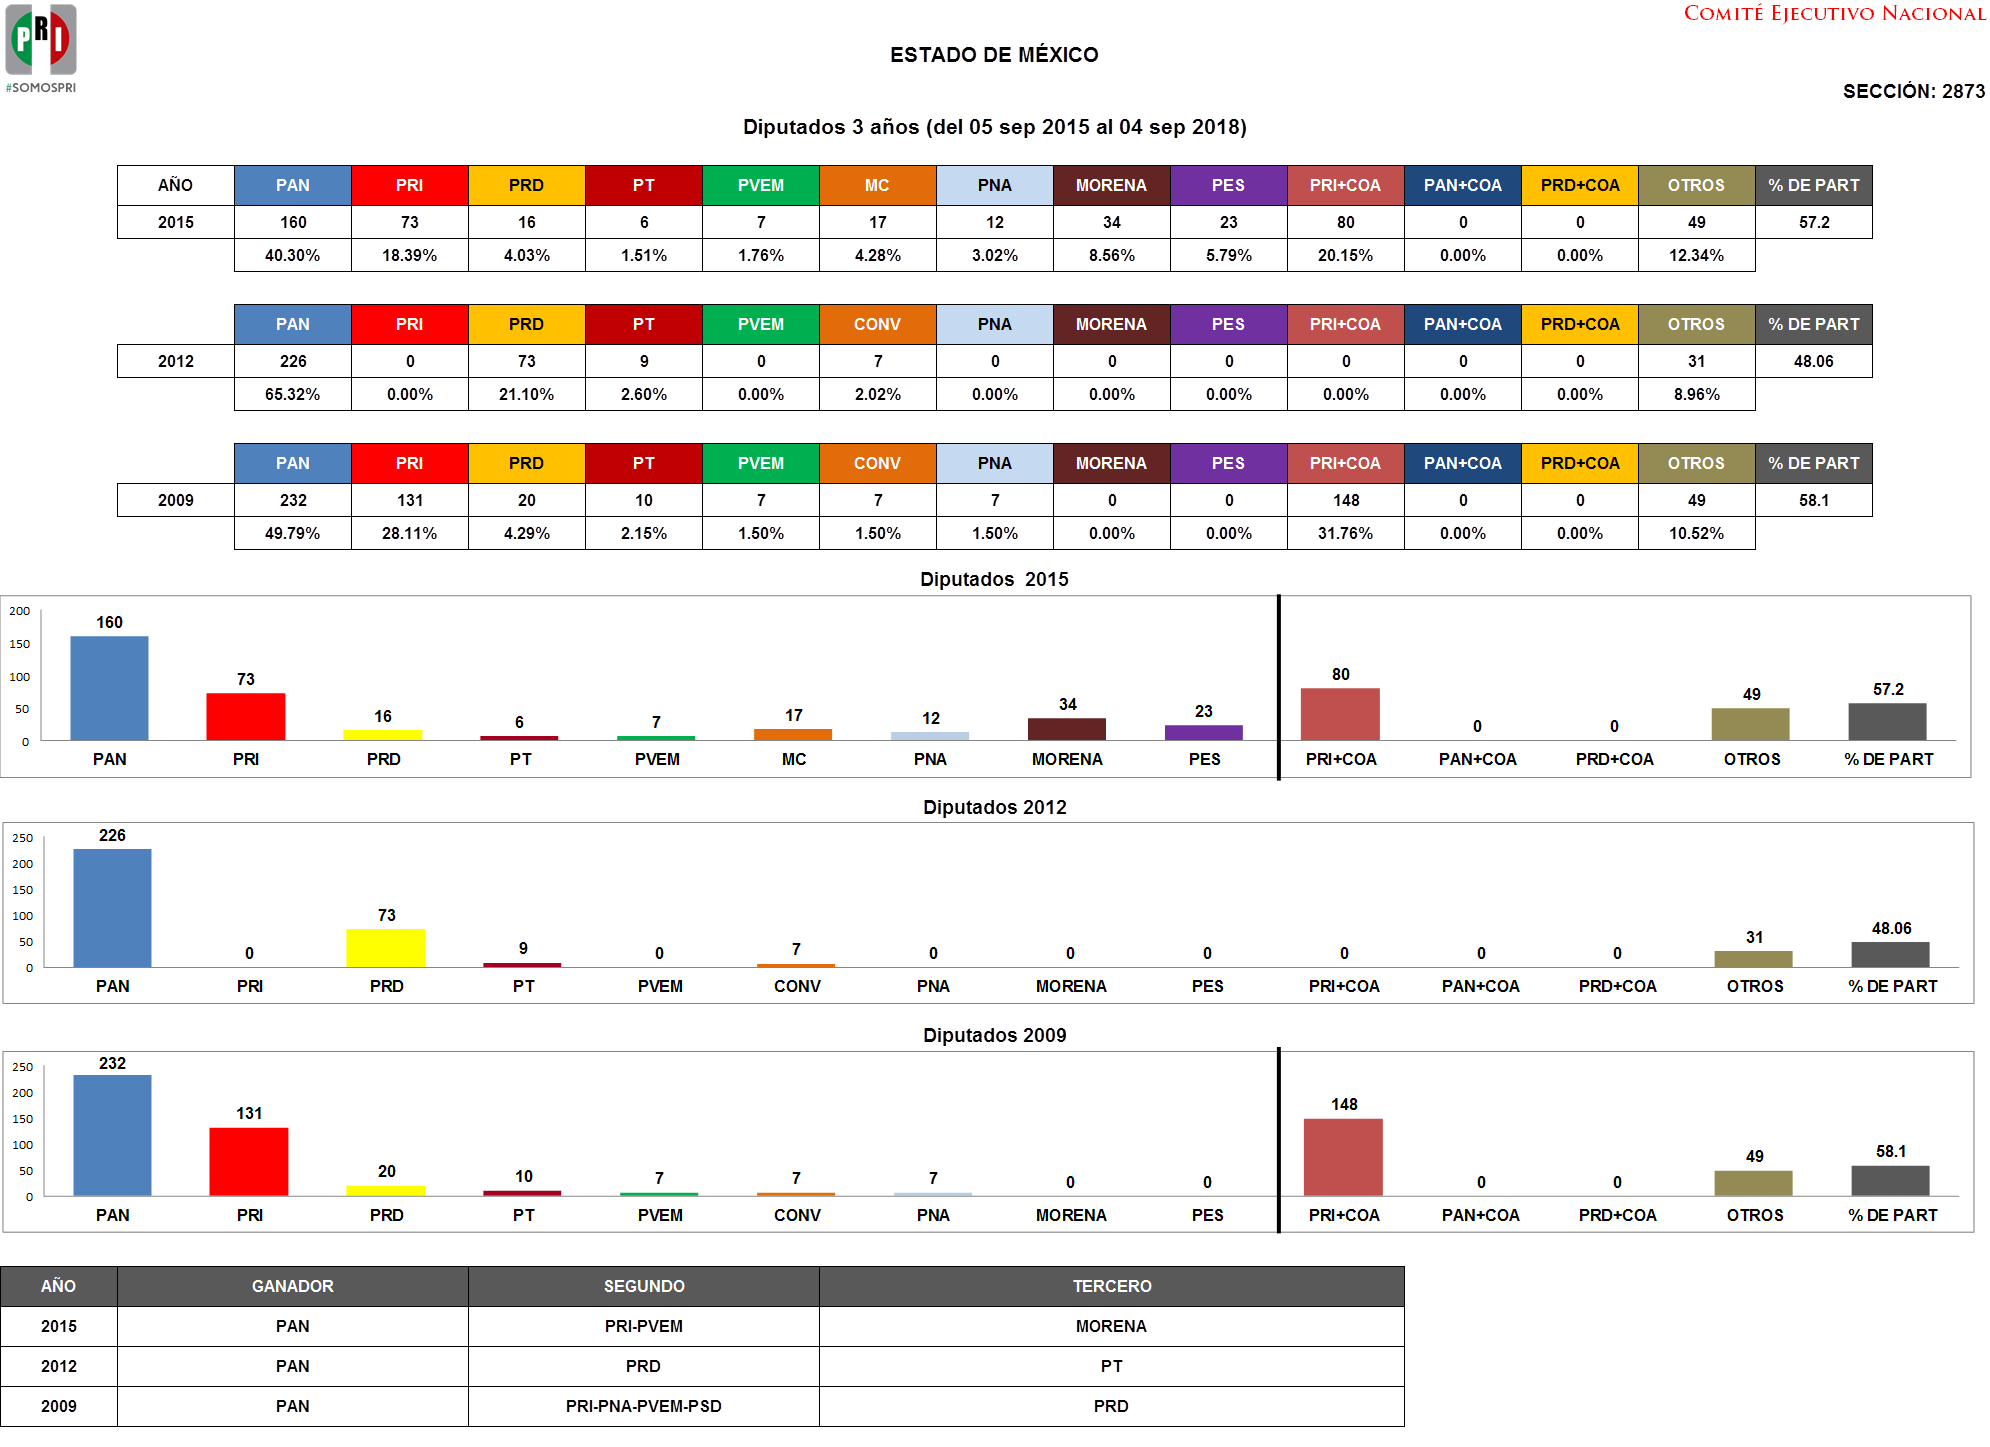 PRI
#SOMOSPRI
COMITÉ EJECUTIVO NACIONAL
ESTADO DE MÉXICO
SECCIÓN: 2873
Diputados 3 años (del 05 sep 2015 al 04 sep 2018)
AÑO PAN PRI PRD PT PVEM MC PNA MORENA PES PRI+COA PAN+COA PRD+COA OTROS % DE PART
2015 160 73 16 6 7 17 12 34 23 80 0 0 49 57.2
40.30% 18.39% 4.03% 1.51% 1.76% 4.28% 3.02% 8.56% 5.79% 20.15% 0.00% 0.00% 12.34%
PAN PRI PRD PT PVEM CONV PNA MORENA PES PRI+COA PAN+COA PRD+COA OTROS % DE PART
2012 226 0 73 9 0 7 0 0 0 0 0 0 31 48.06
65.32% 0.00% 21.10% 2.60% 0.00% 2.02% 0.00% 0.00% 0.00% 0.00% 0.00% 0.00% 8.96%
PAN PRI PRD PT PVEM CONV PNA MORENA PES PRI+COA PAN+COA PRD+COA OTROS % DE PART
2009 232 131 20 10 7 7 7 0 0 148 0 0 49 58.1
49.79% 28.11% 4.29% 2.15% 1.50% 1.50% 1.50% 0.00% 0.00% 31.76% 0.00% 0.00% 10.52%
Diputados 2015
200
150
100
50
0
160 73 16 6 7 17 12 34 23 80 0 0 49 57.2
PAN PRI PRD PT PVEM MC PNA MORENA PES PRI+COA PAN+COA PRD+COA OTROS % DE PART
Diputados 2012
250
200
150
100
50
0
226 0 73 9 0 7 0 0 0 0 0 0 31 48.06
PAN PRI PRD PT PVEM CONV PNA MORENA PES PRI+COA PAN+COA PRD+COA OTROS % DE PART
Diputados 2009
250
200
150
100
50
0
232 131 20 10 7 7 7 0 0 148 0 0 49 58.1
PAN PRI PRD PT PVEM CONV PNA MORENA PES PRI+COA PAN+COA PRD+COA OTROS % DE PART
AÑO GANADOR SEGUNDO TERCERO
2015 PAN PRI-PVEM MORENA
2012 PAN PRD PT
2009 PAN PRI-PNA-PVEM-PSD PRD